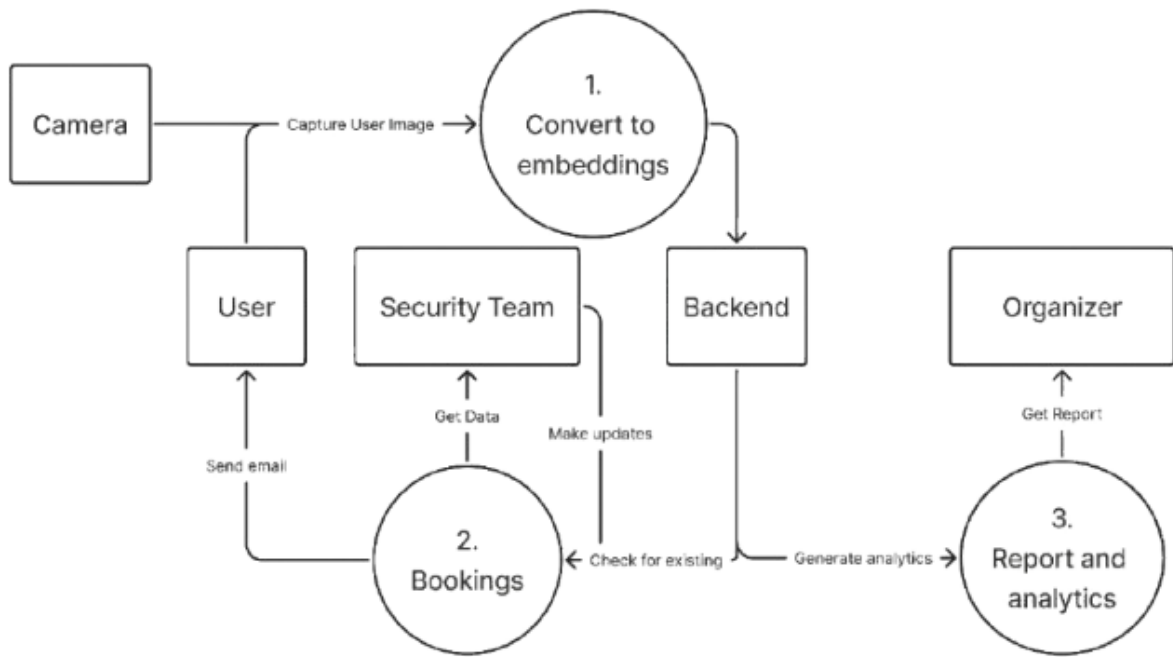 1.
Convert to
embeddings
Camera
Capture User Image
User
Security Team
Backend
Organizer
Get Data
Make updates
Get Report
Send email
2.
Bookings
Check for existing
Generate analytics
3.
Report and
analytics